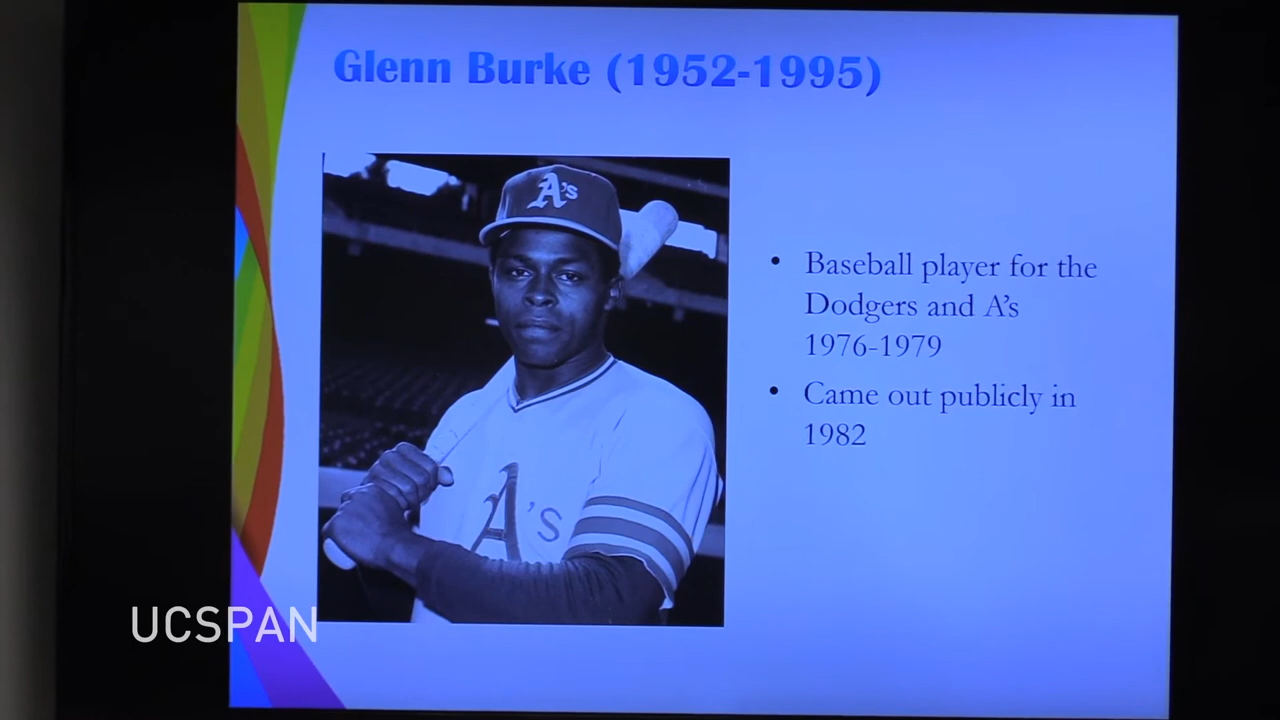 Glenn Burke (1952-1995)
A's
A's
• Baseball player for the
Dodgers and A's
1976-1979
• Came out publicly in
1982
UCSPAN